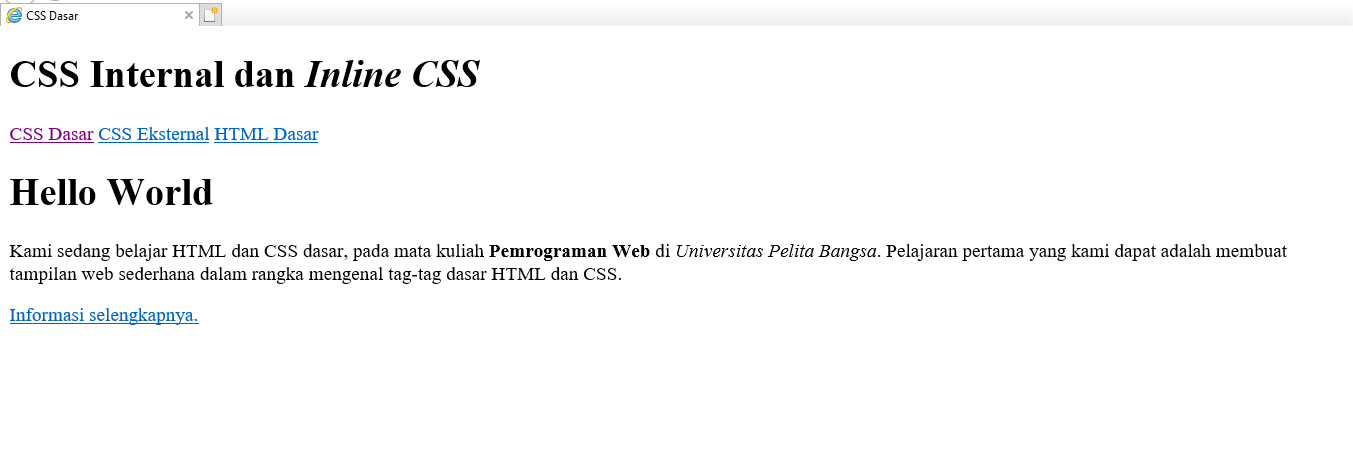 CSS Dasar
CSS Internal dan Inline CSS
CSS Dasar CSS Eksternal HTML Dasar
Hello World
Kami sedang belajar HTML dan CSS dasar, pada mata kuliah Pemrograman Web di Universitas Pelita Bangsa. Pelajaran pertama yang kami dapat adalah membuat
tampilan web sederhana dalam rangka mengenal tag-tag dasar HTML dan CSS.
Informasi selengkapnya.